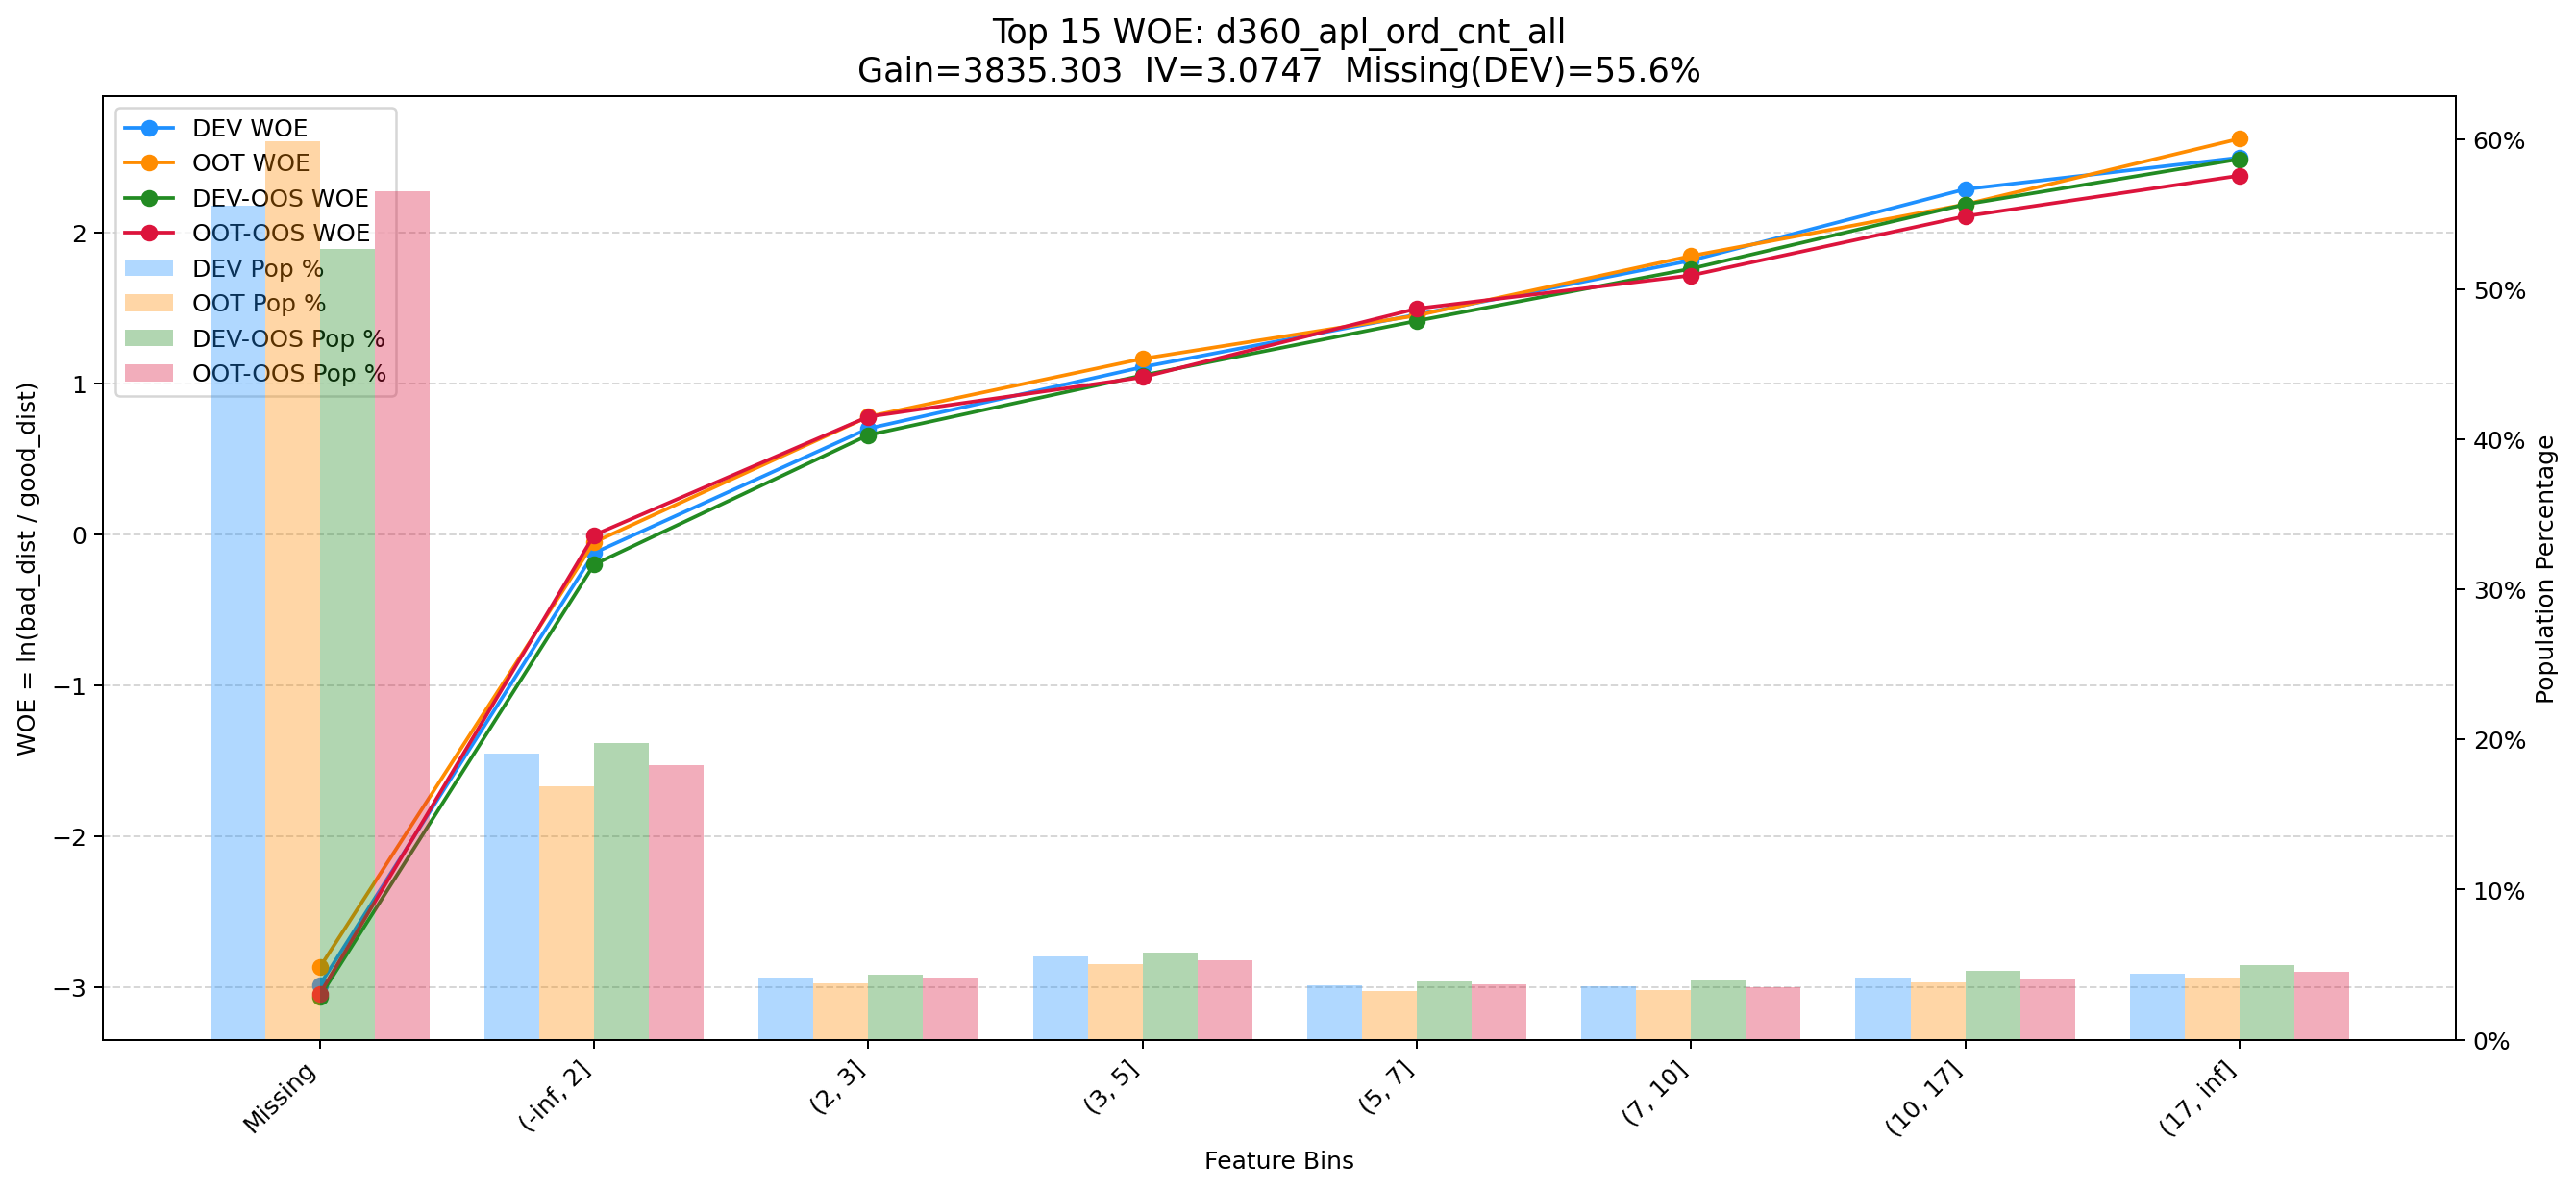 Top 15 WOE: d360_apl_ord_cnt_all
Gain=3835.303  IV=3.0747  Missing(DEV)=55.6%
DEV WOE
OOT WOE
DEV-OOS WOE
OOT-OOS WOE
DEV Pop %
OOT Pop %
DEV-OOS Pop %
OOT-OOS Pop %
WOE = ln(bad_dist / good_dist)
2
1
0
−1
−2
−3
60%
50%
40%
30%
20%
10%
0%
Population Percentage
Missing
(-inf, 2]
(2, 3]
(3, 5]
(5, 7]
(7, 10]
(10, 17]
(17, inf]
Feature Bins